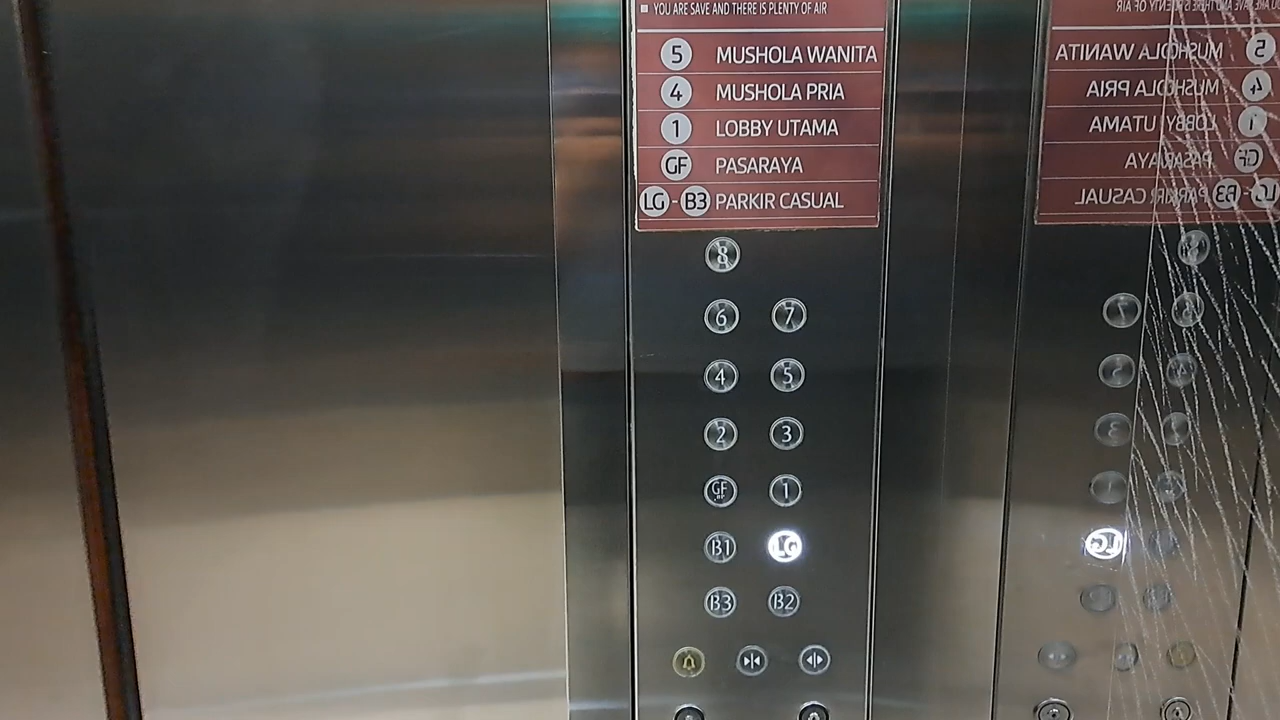 YOU ARE SAVE AND THERE IS PLENTY OF AIR
5 MUSHOLA WANITA
4 MUSHOLA PRIA
1 LOBBY UTAMA
GF PASARAYA
LG - B3 PARKIR CASUAL
8
6 7
4 5
2 3
GF 1
B1 LG
B3 B2